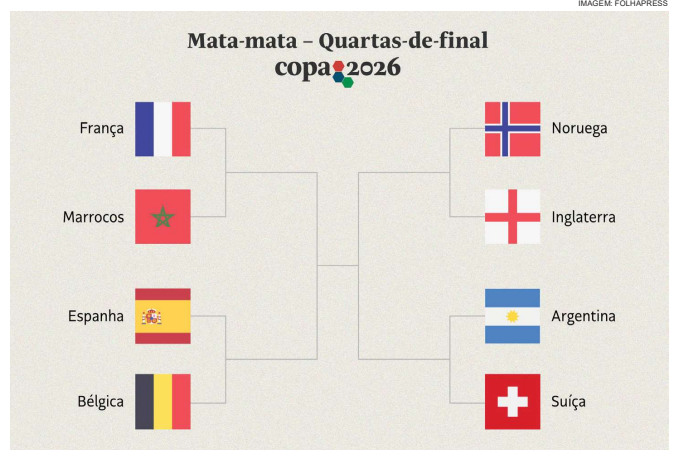 IMAGEM: FOLHAPRESS
Mata-mata – Quartas-de-final
copa 2026
França
Noruega
Marrocos
Inglaterra
Espanha
Argentina
Bélgica
Suíça